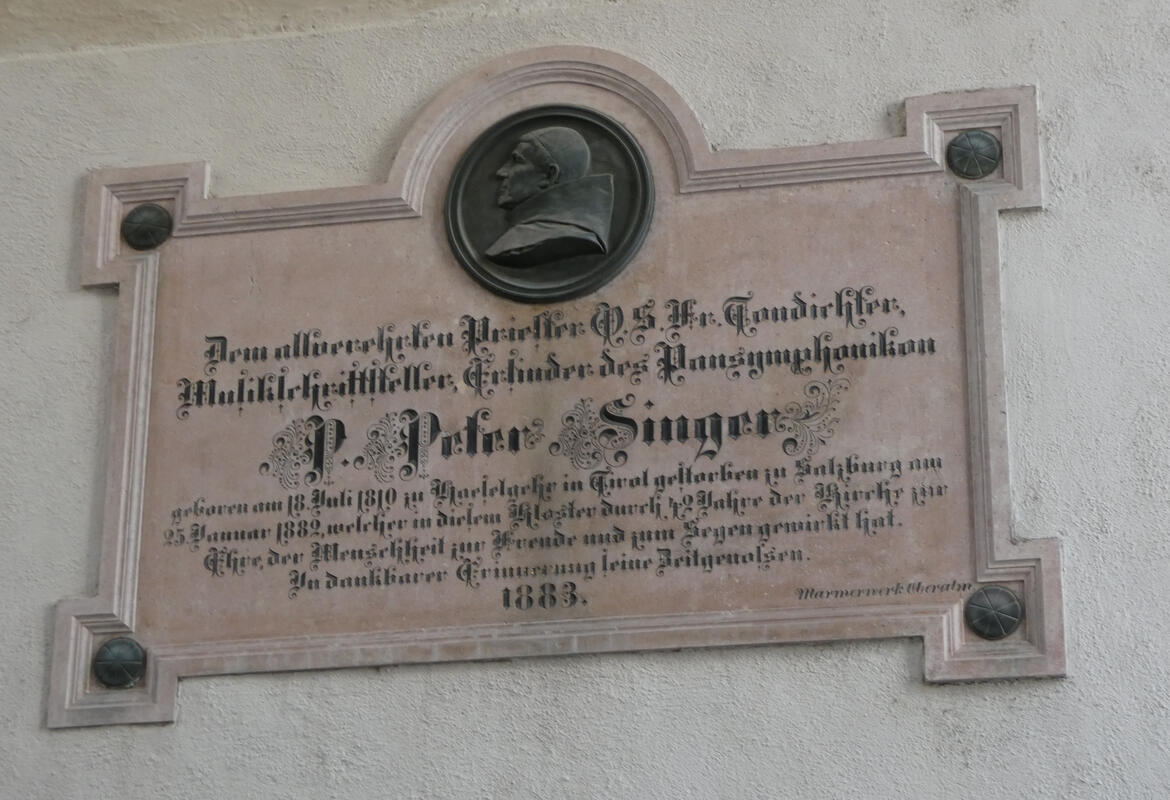 Dem allverehrten Priester O.S.Fr. Tondichter,
Musikschriftsteller, Erfinder des Pansymphonikon
P. Peter Singer
geboren am 18. Juli 1810 zu Haeselgehr in Tirol gestorben zu Salzburg am
25. Januar 1882, welcher in diesem Kloster durch 42 Jahre der Kirche zur
Ehre, der Menschheit zur Freude und zum Segen gewirkt hat.
In dankbarer Erinnerung seine Zeitgenossen.
1883.
Marmorwerk Oberalm